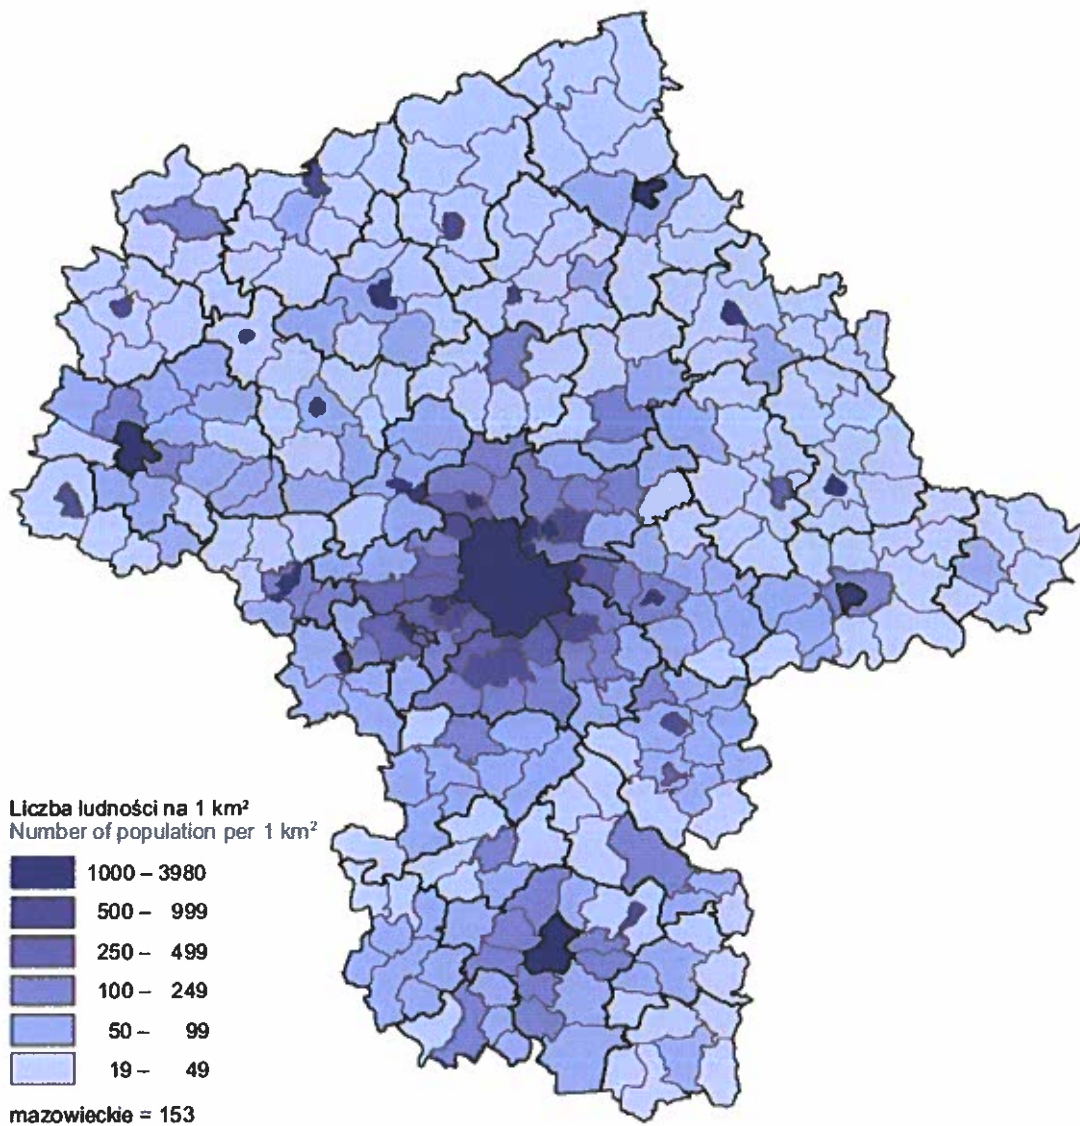 Liczba ludności na 1 km²
Number of population per 1 km²
1000 – 3980
500 – 999
250 – 499
100 – 249
50 – 99
19 – 49
mazowieckie = 153